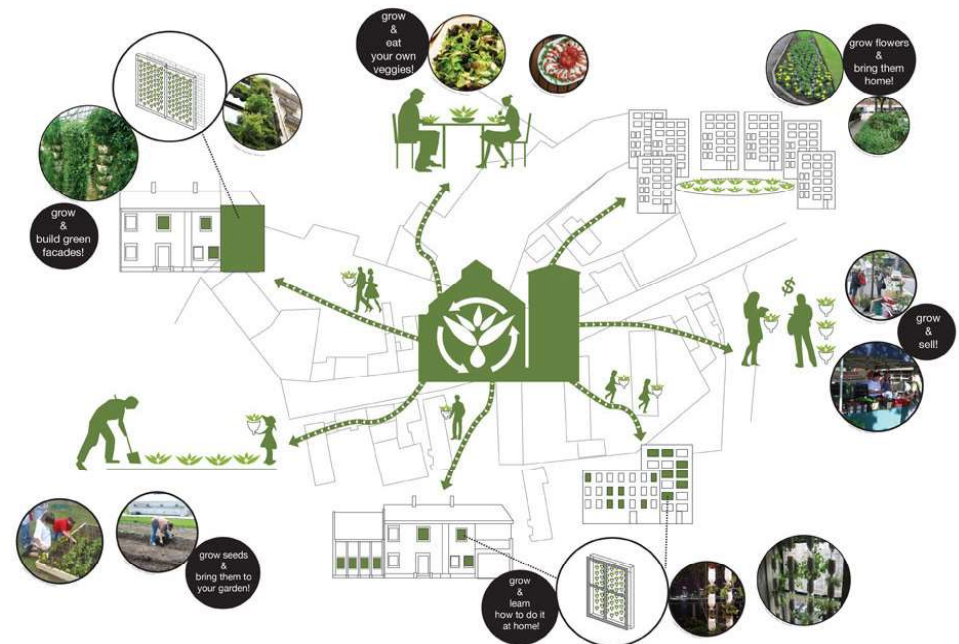 grow
&
eat
your own
veggies!
grow flowers
&
bring them
home!
grow
&
build green
facades!
$
grow
&
sell!
grow seeds
&
bring them to
your garden!
grow
&
learn
how to do it
at home!